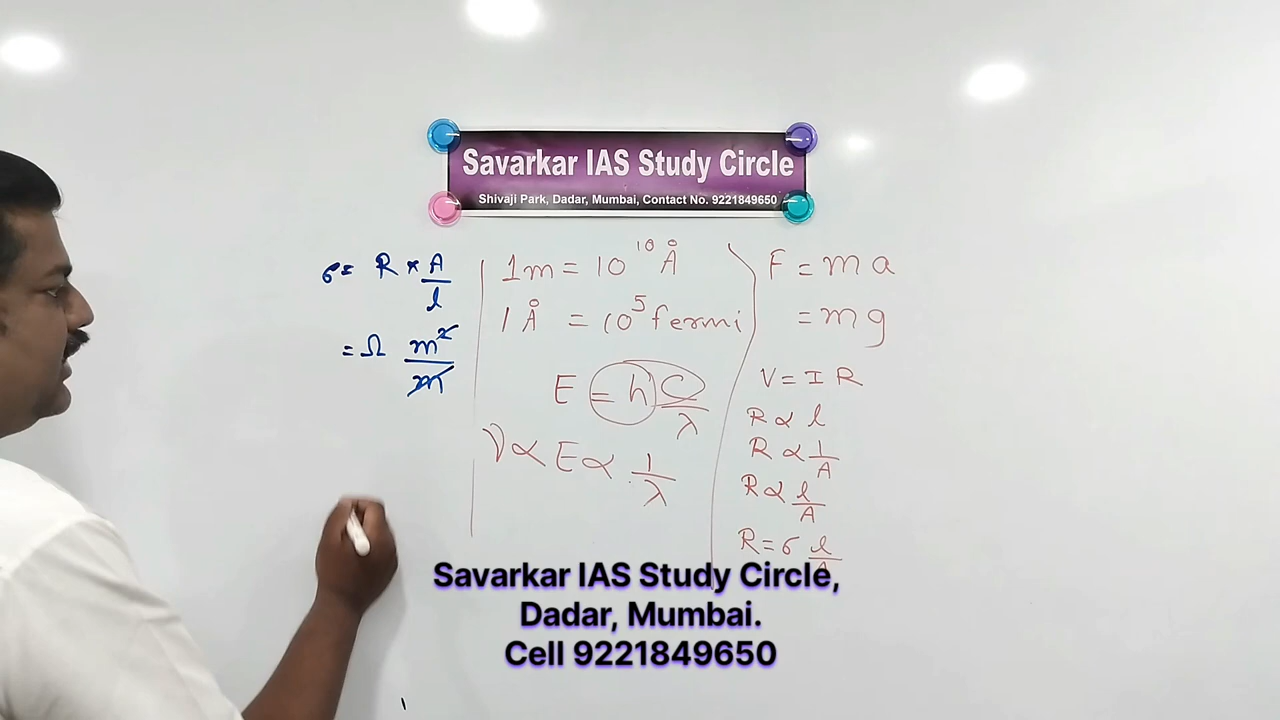 Savarkar IAS Study Circle
Shivaji Park, Dadar, Mumbai, Contact No. 9221849650
σ = R × A/l
= Ω m²/m
1m = 10¹⁰ Å
1 Å = 10⁵ fermi
E = hc/λ
ν ∝ E ∝ 1/λ
F = ma
= mg
V = I R
R ∝ l
R ∝ 1/A
R ∝ l/A
R = σ l/A
Savarkar IAS Study Circle,
Dadar, Mumbai.
Cell 9221849650